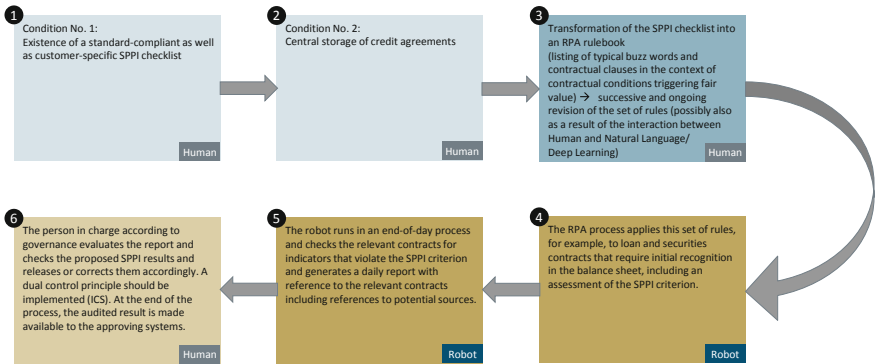 1
Condition No. 1:
Existence of a standard-compliant as well
as customer-specific SPPI checklist
Human
2
Condition No. 2:
Central storage of credit agreements
Human
3
Transformation of the SPPI checklist into
an RPA rulebook
(listing of typical buzz words and
contractual clauses in the context of
contractual conditions triggering fair
value) → successive and ongoing
revision of the set of rules (possibly also
as a result of the interaction between
Human and Natural Language/
Deep Learning)
Human
4
The RPA process applies this set of rules,
for example, to loan and securities
contracts that require initial recognition
in the balance sheet, including an
assessment of the SPPI criterion.
Robot
5
The robot runs in an end-of-day process
and checks the relevant contracts for
indicators that violate the SPPI criterion
and generates a daily report with
reference to the relevant contracts
including references to potential sources.
Robot
6
The person in charge according to
governance evaluates the report and
checks the proposed SPPI results and
releases or corrects them accordingly. A
dual control principle should be
implemented (ICS). At the end of the
process, the audited result is made
available to the approving systems.
Human